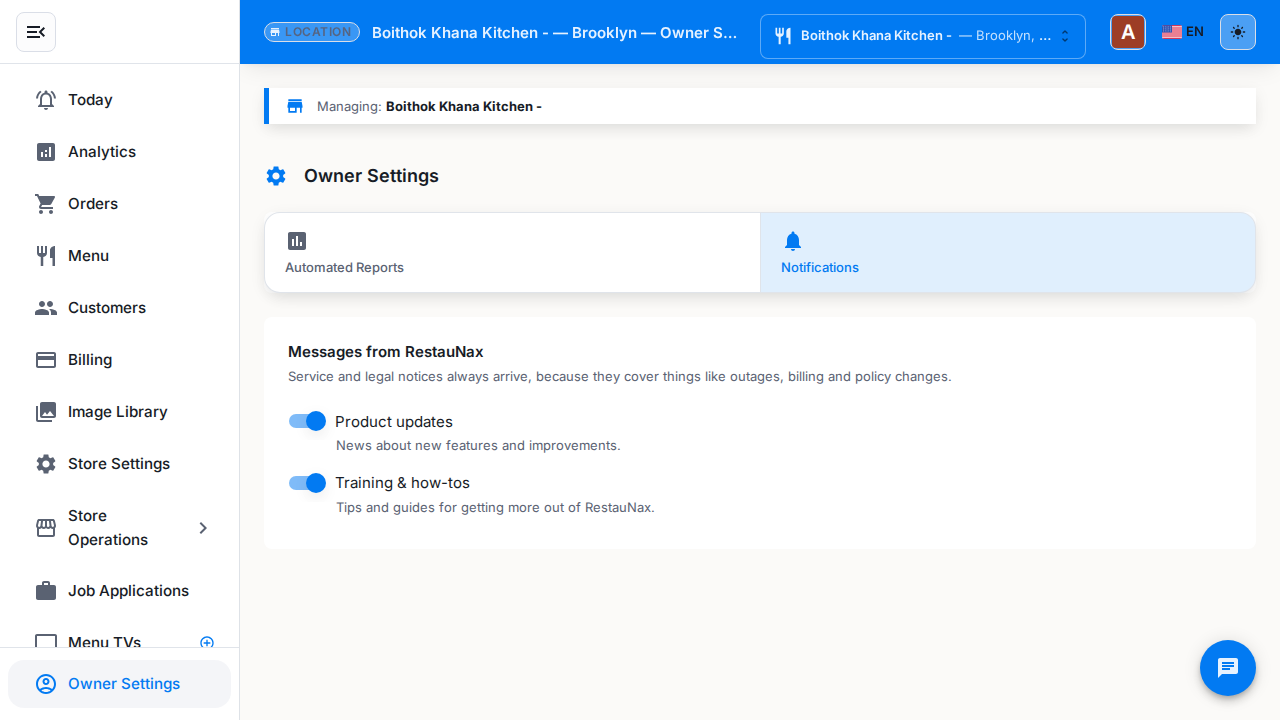 LOCATION
Boithok Khana Kitchen - — Brooklyn — Owner S...
Boithok Khana Kitchen - — Brooklyn, ...
A
EN
Today
Analytics
Orders
Menu
Customers
Billing
Image Library
Store Settings
Store
Operations
Job Applications
Menu TVs
Owner Settings
Managing: Boithok Khana Kitchen -
Owner Settings
Automated Reports
Notifications
Messages from RestauNax
Service and legal notices always arrive, because they cover things like outages, billing and policy changes.
Product updates
News about new features and improvements.
Training & how-tos
Tips and guides for getting more out of RestauNax.